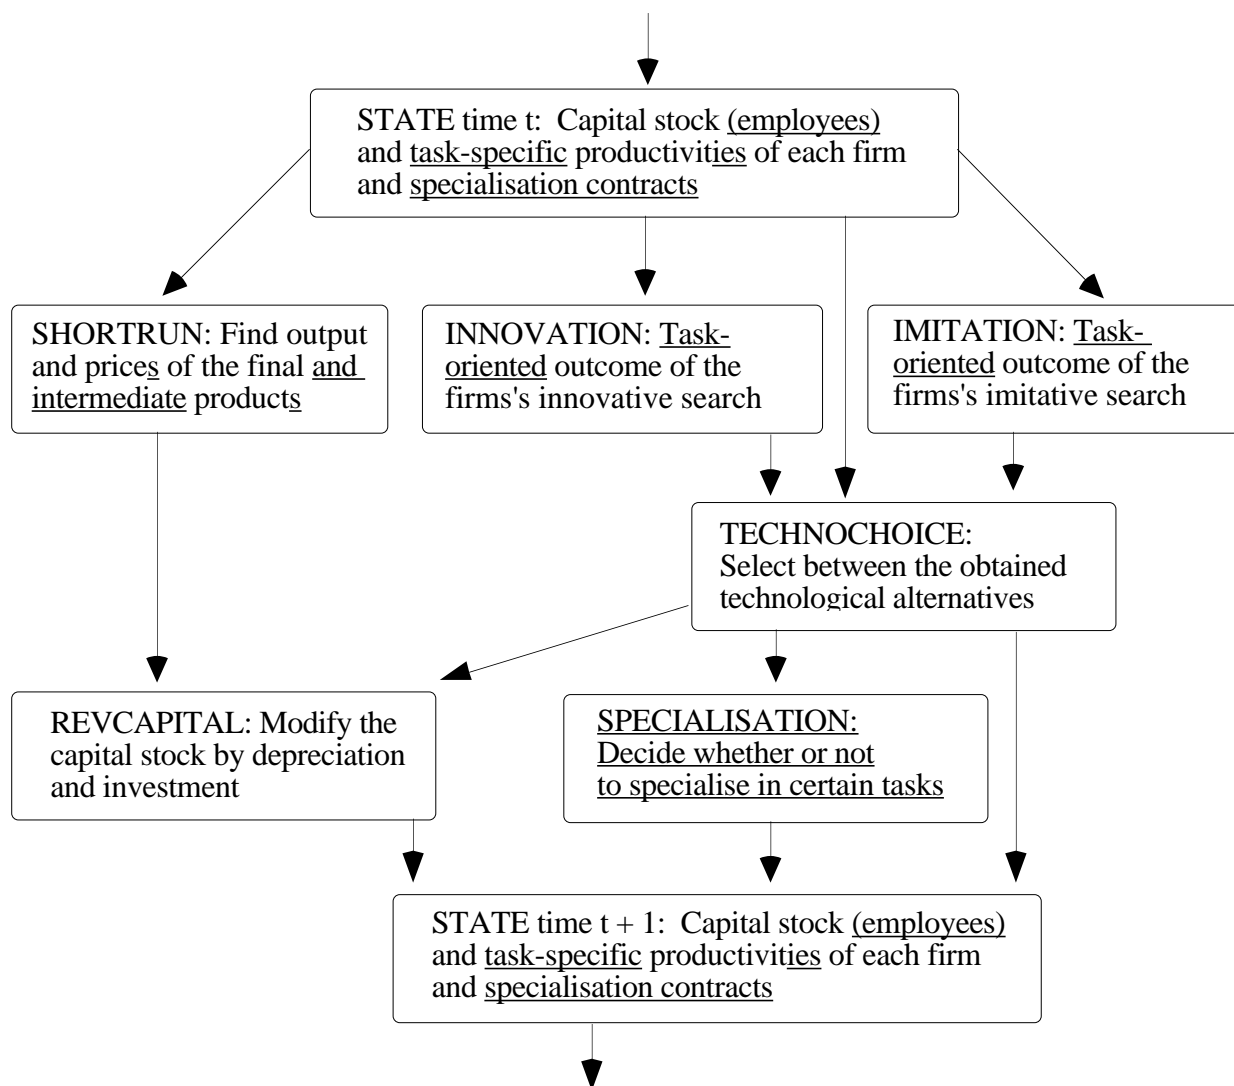 STATE time t:  Capital stock (employees)
and task-specific productivities of each firm
and specialisation contracts
SHORTRUN: Find output
and prices of the final and
intermediate products
INNOVATION: Task-
oriented outcome of the
firms's innovative search
IMITATION: Task-
oriented outcome of the
firms's imitative search
TECHNOCHOICE:
Select between the obtained
technological alternatives
REVCAPITAL: Modify the
capital stock by depreciation
and investment
SPECIALISATION:
Decide whether or not
to specialise in certain tasks
STATE time t + 1:  Capital stock (employees)
and task-specific productivities of each firm
and specialisation contracts